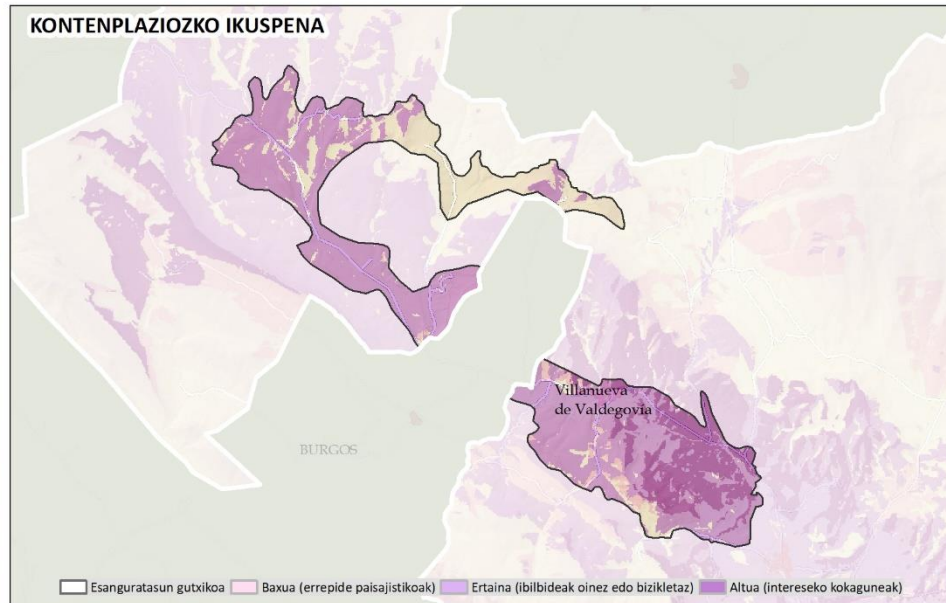 KONTENPLAZIOZKO IKUSPENA
Villanueva
de Valdegovia
BURGOS
Esanguratasun gutxikoa
Baxua (errepide paisajistikoak)
Ertaina (ibilbideak oinez edo bizikletaz)
Altua (intereseko kokaguneak)